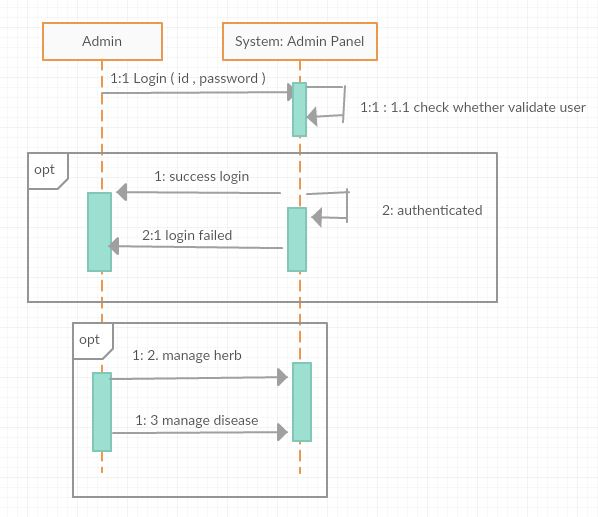 Admin
System: Admin Panel
1:1 Login ( id , password )
1:1 : 1.1 check whether validate user
opt
1: success login
2: authenticated
2:1 login failed
opt
1: 2. manage herb
1: 3 manage disease